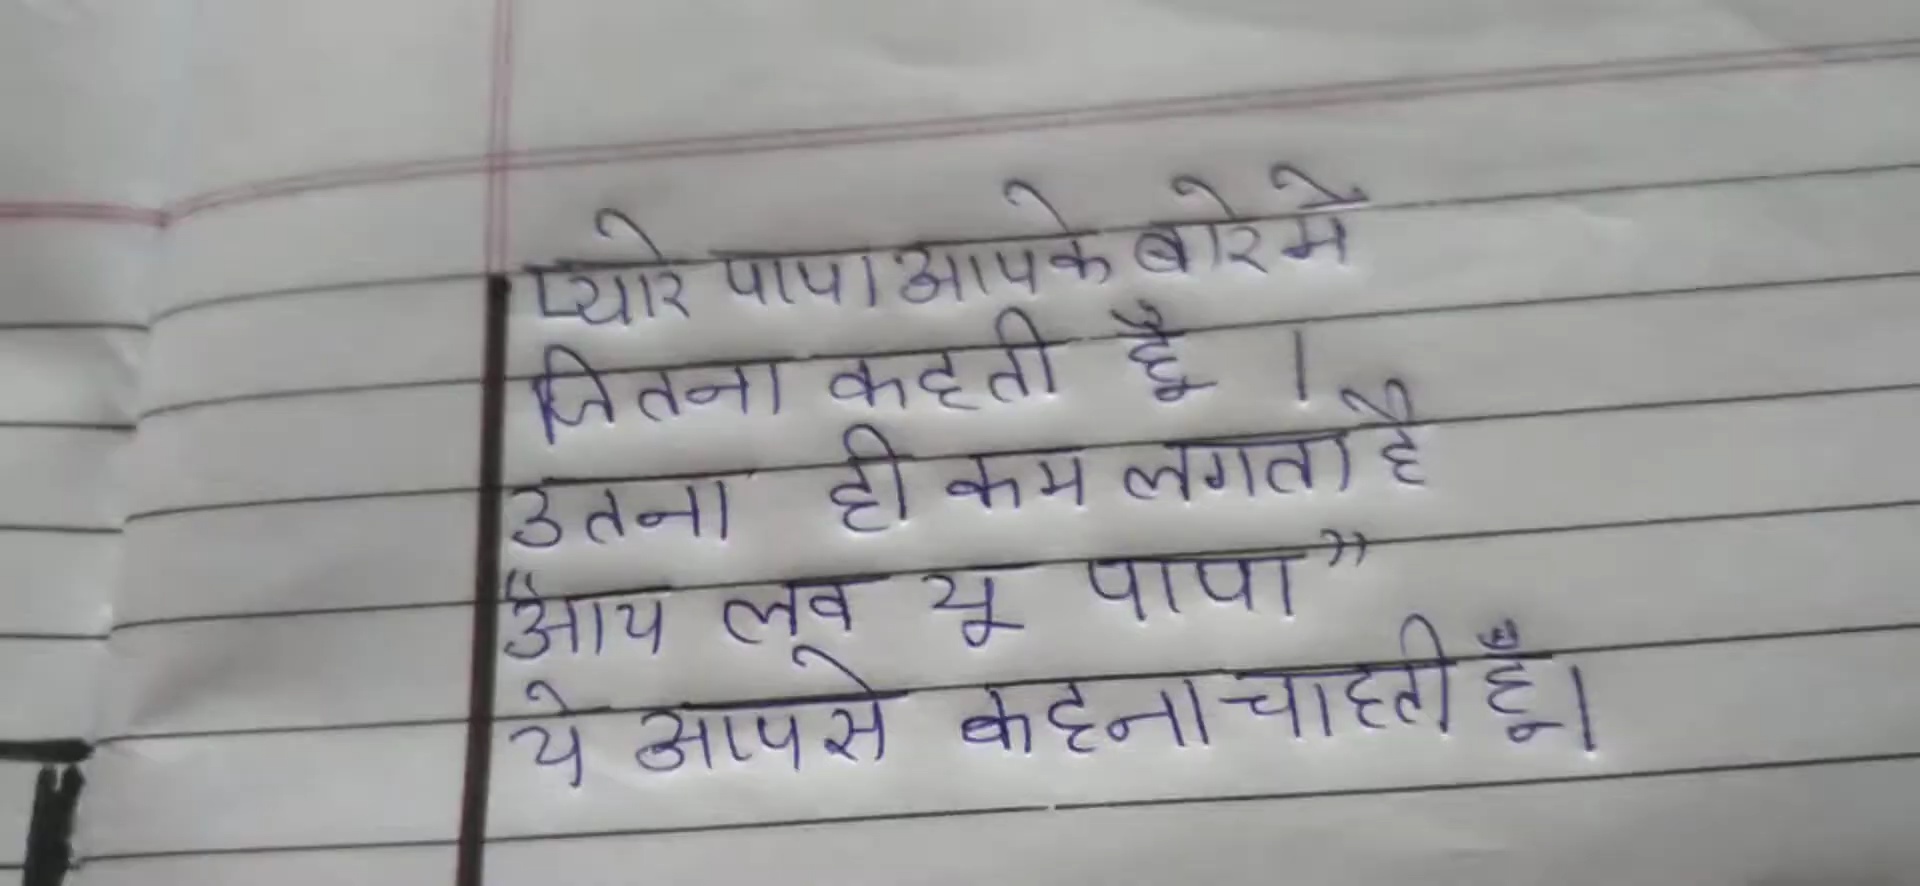 प्यारे पापा आपके बारे में
जितना कहती हूँ ।
उतना ही कम लगता है
"आय लव यू पापा"
ये आपसे कहना चाहती हूँ।